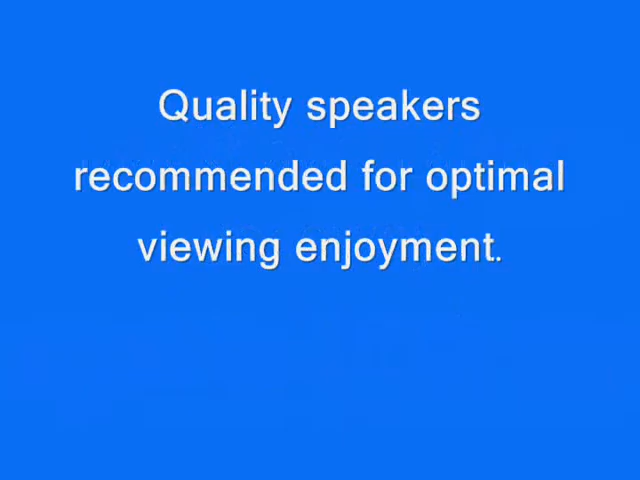 Quality speakers
recommended for optimal
viewing enjoyment.